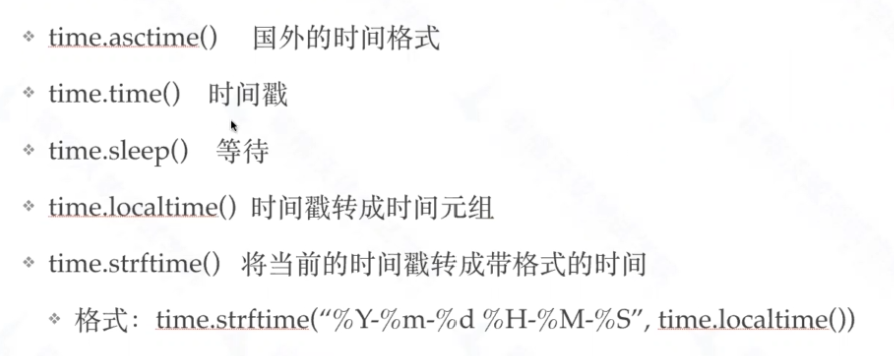 time.asctime() 国外的时间格式
time.time() 时间戳
time.sleep() 等待
time.localtime() 时间戳转成时间元组
time.strftime() 将当前的时间戳转成带格式的时间
格式：time.strftime(“%Y-%m-%d %H-%M-%S”, time.localtime())